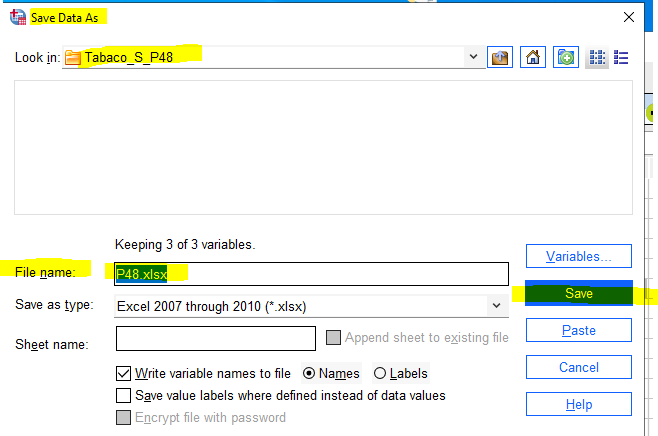 Save Data As
Look in: Tabaco_S_P48
Keeping 3 of 3 variables.
Variables...
File name: P48.xlsx
Save
Save as type: Excel 2007 through 2010 (*.xlsx)
Paste
Sheet name: Append sheet to existing file
Write variable names to file Names Labels
Cancel
Save value labels where defined instead of data values
Encrypt file with password
Help